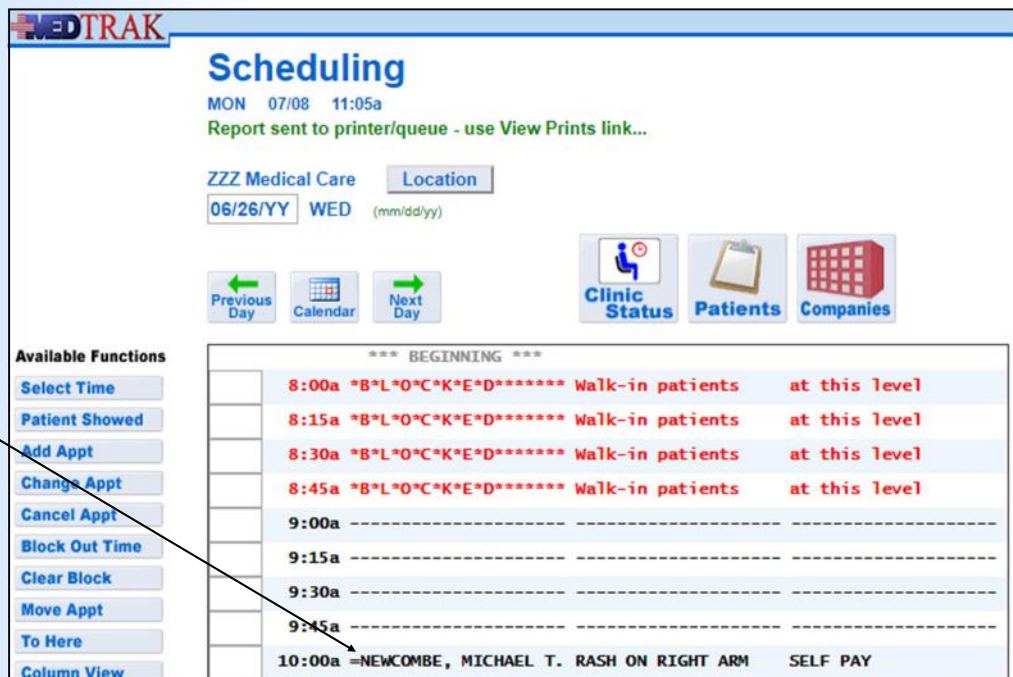 MEDTRAK
Scheduling
MON 07/08 11:05a
Report sent to printer/queue - use View Prints link...
ZZZ Medical Care Location
06/26/YY WED (mm/dd/yy)
Previous Day Calendar Next Day Clinic Status Patients Companies
Available Functions
*** BEGINNING ***
Select Time
8:00a *B*L*O*C*K*E*D******* Walk-in patients at this level
Patient Showed
8:15a *B*L*O*C*K*E*D******* Walk-in patients at this level
Add Appt
8:30a *B*L*O*C*K*E*D******* Walk-in patients at this level
Change Appt
8:45a *B*L*O*C*K*E*D******* Walk-in patients at this level
Cancel Appt
9:00a --------------------- -------------------- --------------------
Block Out Time
9:15a --------------------- -------------------- --------------------
Clear Block
9:30a --------------------- -------------------- --------------------
Move Appt
9:45a --------------------- -------------------- --------------------
To Here
10:00a =NEWCOMBE, MICHAEL T. RASH ON RIGHT ARM SELF PAY
Column View